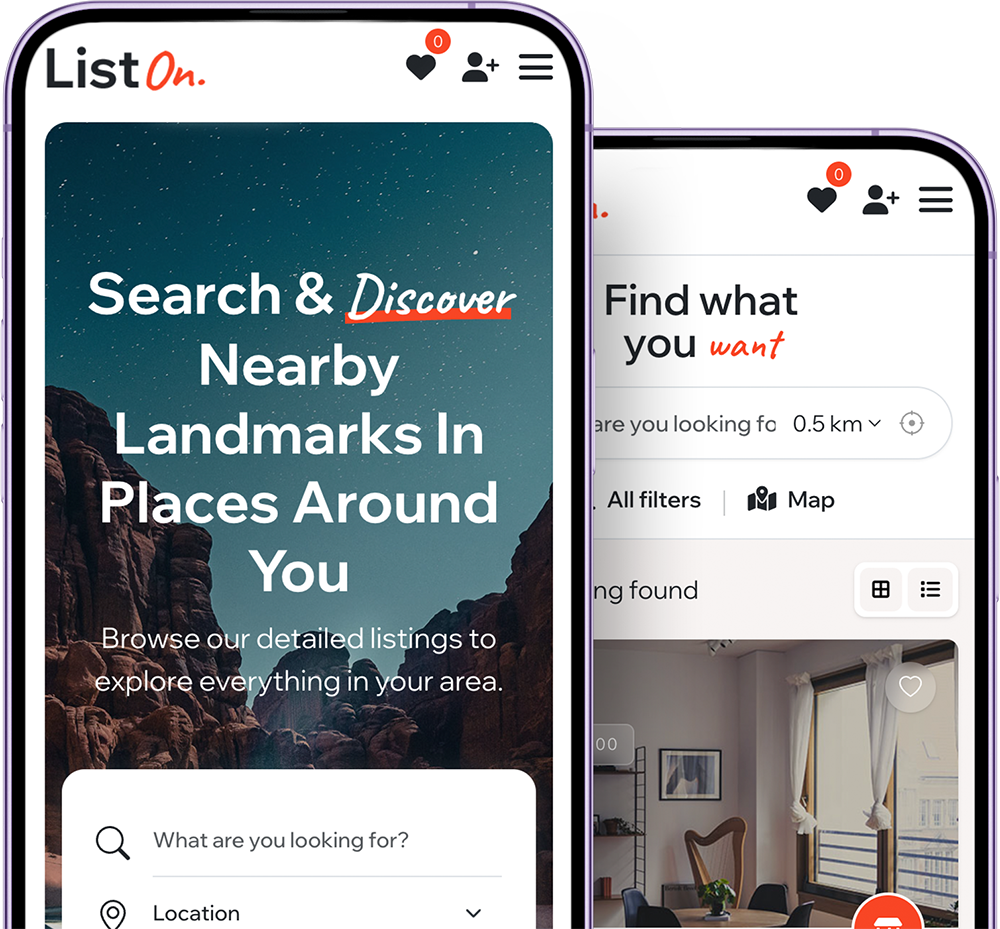 List On.
0
Search & Discover
Nearby
Landmarks In
Places Around
You
Browse our detailed listings to
explore everything in your area.
What are you looking for?
Location
0
Find what
you want
are you looking fo
0.5 km
All filters
Map
found
00